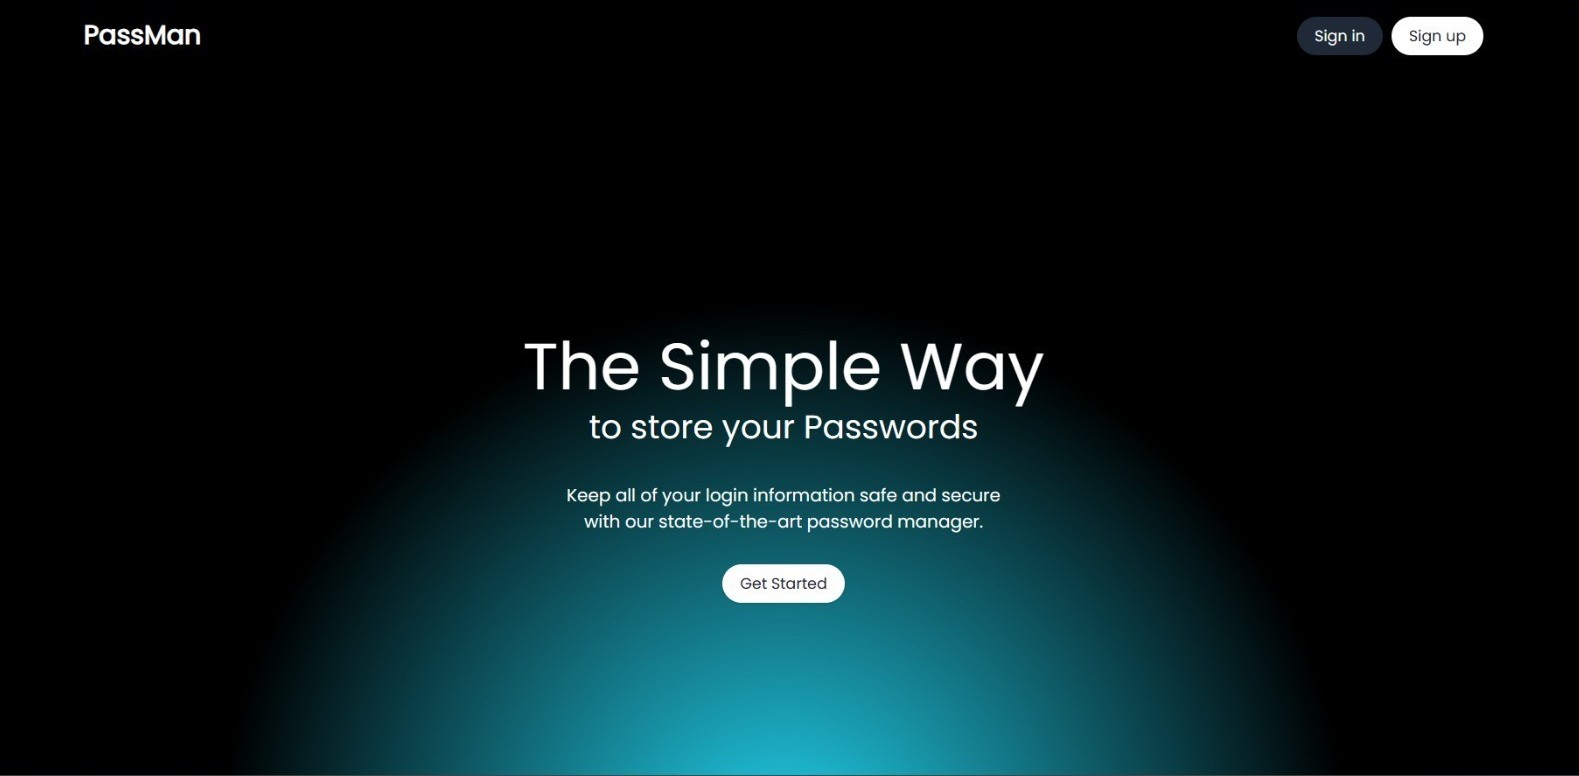 PassMan
Sign in
Sign up
The Simple Way
to store your Passwords
Keep all of your login information safe and secure
with our state-of-the-art password manager.
Get Started